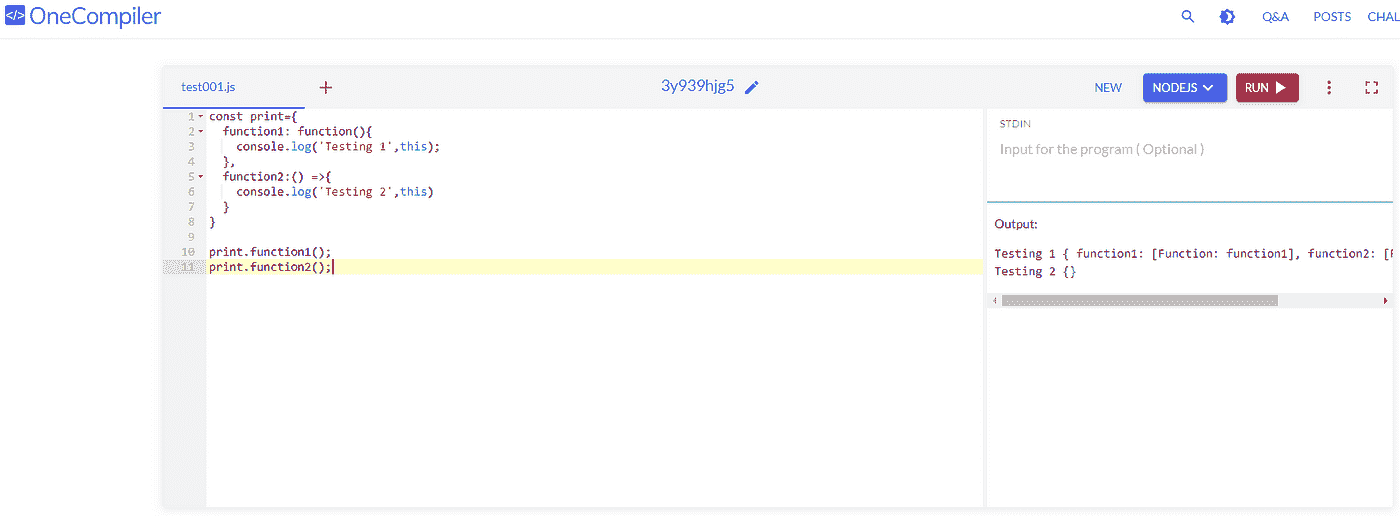 </> OneCompiler
Q&A POSTS CHAL
test001.js + 3y939hjg5 NEW NODEJS RUN
1 const print={
2 function1: function(){
3 console.log('Testing 1',this);
4 },
5 function2:() =>{
6 console.log('Testing 2',this)
7 }
8 }
9
10 print.function1();
11 print.function2();
STDIN
Input for the program ( Optional )
Output:
Testing 1 { function1: [Function: function1], function2: [F
Testing 2 {}